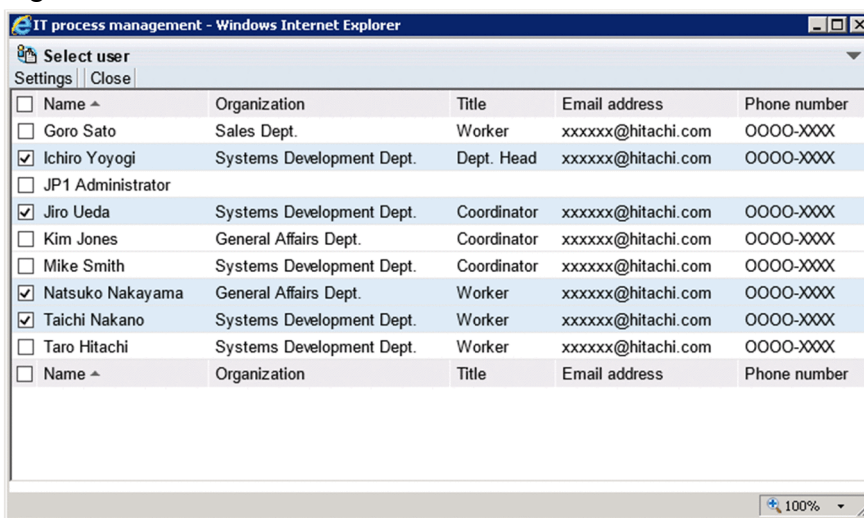 IT process management - Windows Internet Explorer
Select user
Settings Close
Name Organization Title Email address Phone number
Goro Sato Sales Dept. Worker xxxxxx@hitachi.com OOOO-XXXX
Ichiro Yoyogi Systems Development Dept. Dept. Head xxxxxx@hitachi.com OOOO-XXXX
JP1 Administrator
Jiro Ueda Systems Development Dept. Coordinator xxxxxx@hitachi.com OOOO-XXXX
Kim Jones General Affairs Dept. Coordinator xxxxxx@hitachi.com OOOO-XXXX
Mike Smith Systems Development Dept. Coordinator xxxxxx@hitachi.com OOOO-XXXX
Natsuko Nakayama General Affairs Dept. Worker xxxxxx@hitachi.com OOOO-XXXX
Taichi Nakano Systems Development Dept. Worker xxxxxx@hitachi.com OOOO-XXXX
Taro Hitachi Systems Development Dept. Worker xxxxxx@hitachi.com OOOO-XXXX
Name Organization Title Email address Phone number
100%